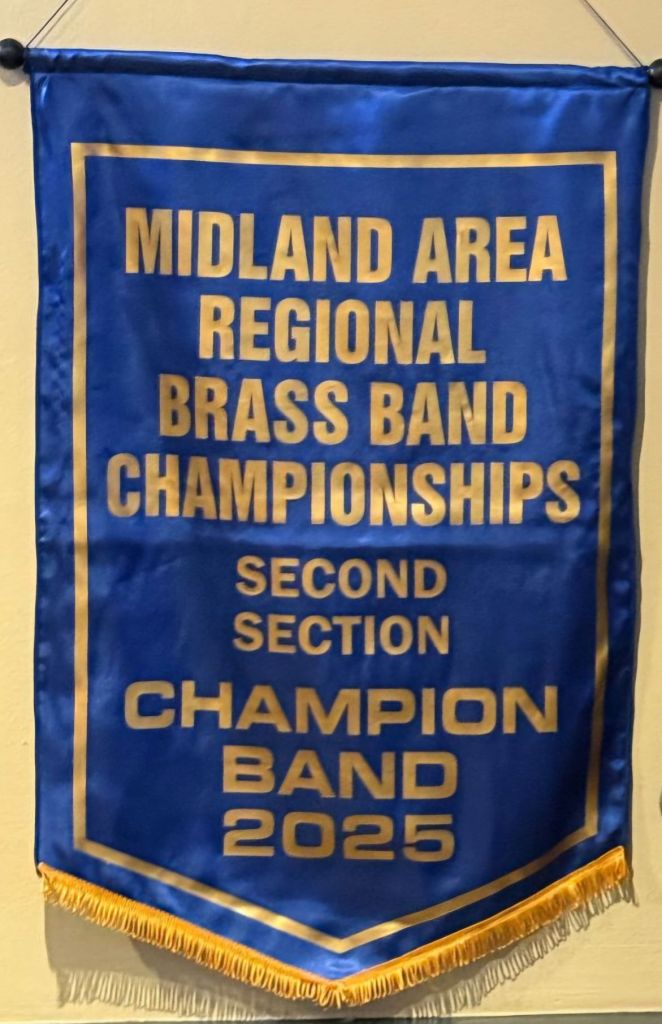 MIDLAND AREA
REGIONAL
BRASS BAND
CHAMPIONSHIPS
SECOND
SECTION
CHAMPION
BAND
2025